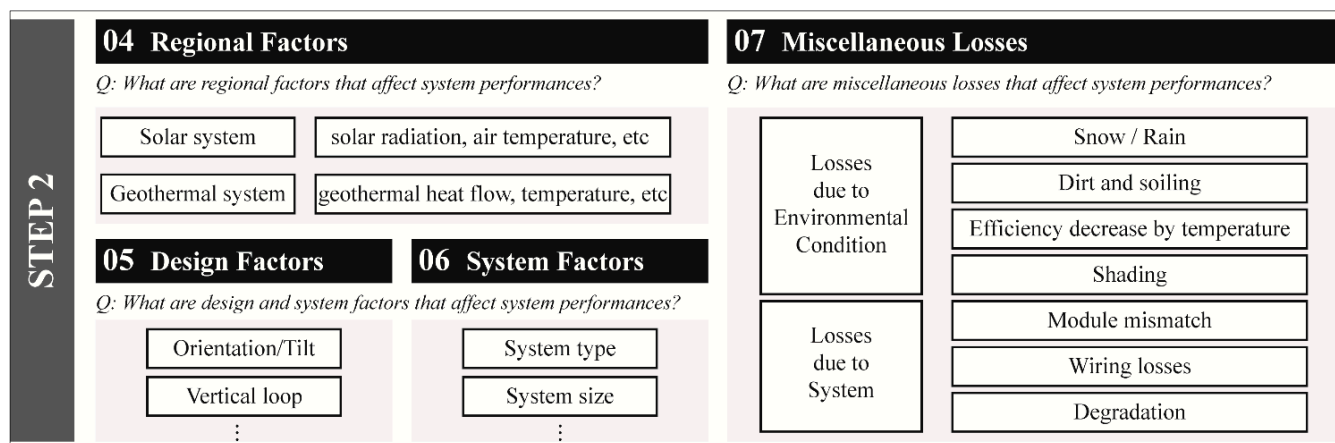 STEP 2
04 Regional Factors
Q: What are regional factors that affect system performances?
Solar system
solar radiation, air temperature, etc
Geothermal system
geothermal heat flow, temperature, etc
05 Design Factors
06 System Factors
Q: What are design and system factors that affect system performances?
Orientation/Tilt
Vertical loop
⋮
System type
System size
⋮
07 Miscellaneous Losses
Q: What are miscellaneous losses that affect system performances?
Losses
due to
Environmental
Condition
Snow / Rain
Dirt and soiling
Efficiency decrease by temperature
Shading
Losses
due to
System
Module mismatch
Wiring losses
Degradation